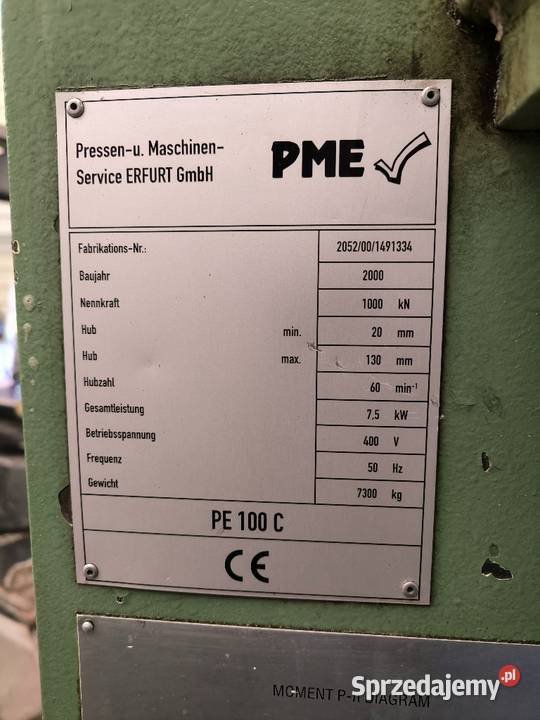 Pressen-u. Maschinen-
Service ERFURT GmbH
PME
Fabrikations-Nr.: 2052/00/1491334
Baujahr 2000
Nennkraft 1000 kN
Hub min. 20 mm
Hub max. 130 mm
Hubzahl 60 min⁻¹
Gesamtleistung 7,5 kW
Betriebsspannung 400 V
Frequenz 50 Hz
Gewicht 7300 kg
PE 100 C
CE
MOMENT DIAGRAM
Sprzedajemy.pl